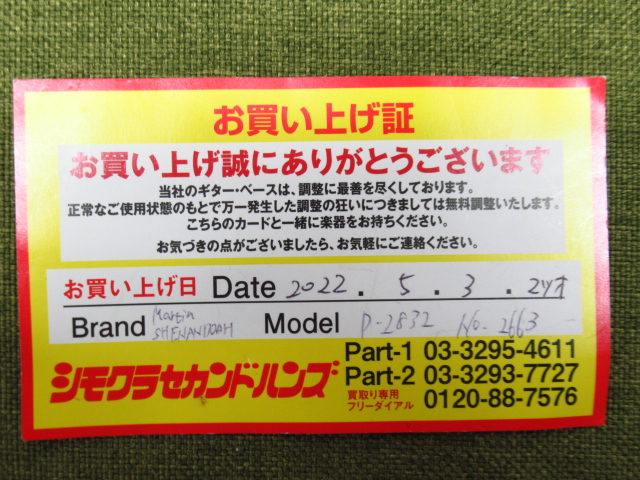 お買い上げ証
お買い上げ誠にありがとうございます
当社のギター・ベースは、調整に最善を尽くしております。
正常なご使用状態のもとで万一発生した調整の狂いにつきましては無料調整いたします。
こちらのカードと一緒に楽器をお持ちください。
お気づきの点がございましたら、お気軽にご連絡ください。
お買い上げ日 Date 2022 . 5 . 3 .
Brand Martin SHENANDOAH Model D-2832 No. 2663
シモクラセカンドハンズ
Part-1 03-3295-4611
Part-2 03-3293-7727
買取り専用
フリーダイアル 0120-88-7576